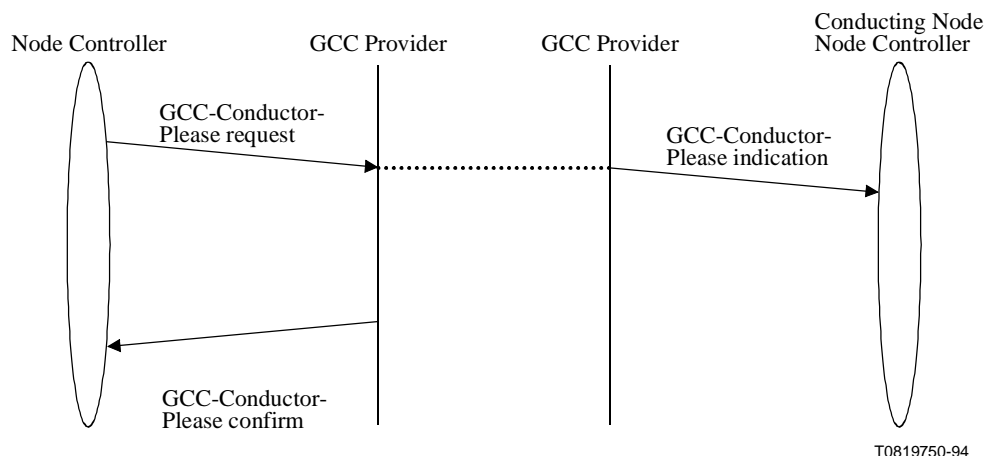 Node Controller
GCC Provider
GCC Provider
Conducting Node
Node Controller
GCC-Conductor-
Please request
GCC-Conductor-
Please indication
GCC-Conductor-
Please confirm
T0819750-94